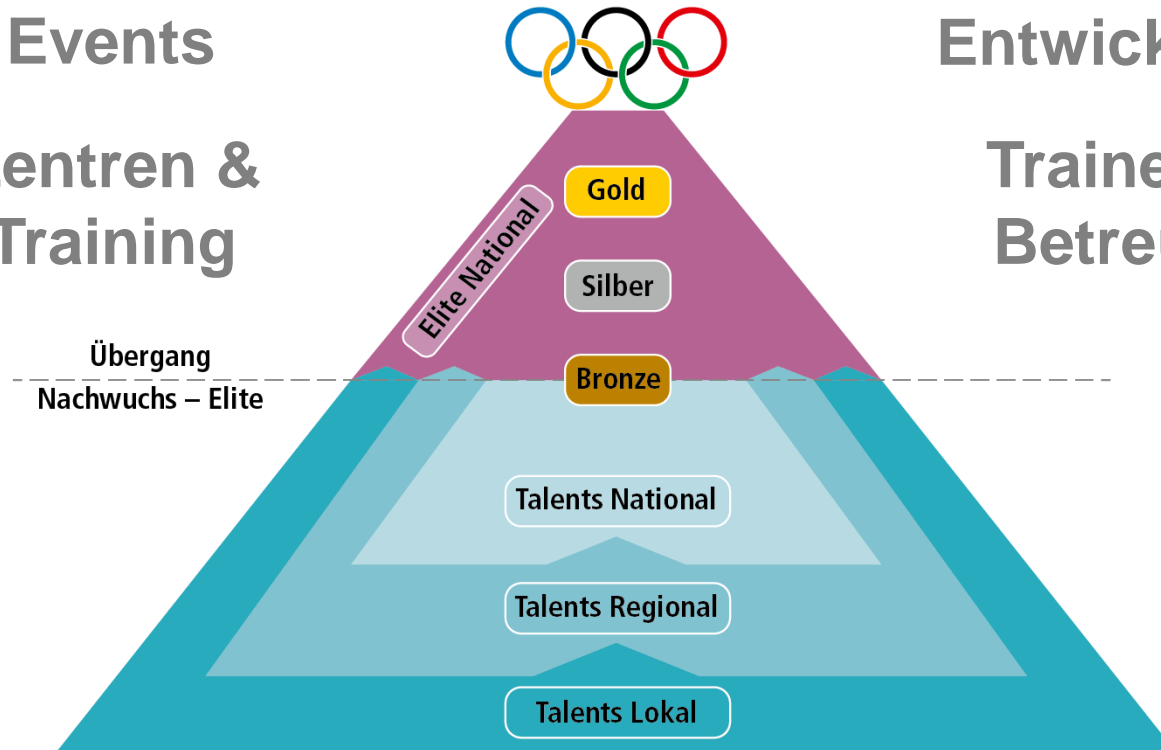 Events
Entwick
entren &
Training
Traine
Betreu
Gold
Elite National
Silber
Übergang
Nachwuchs – Elite
Bronze
Talents National
Talents Regional
Talents Lokal